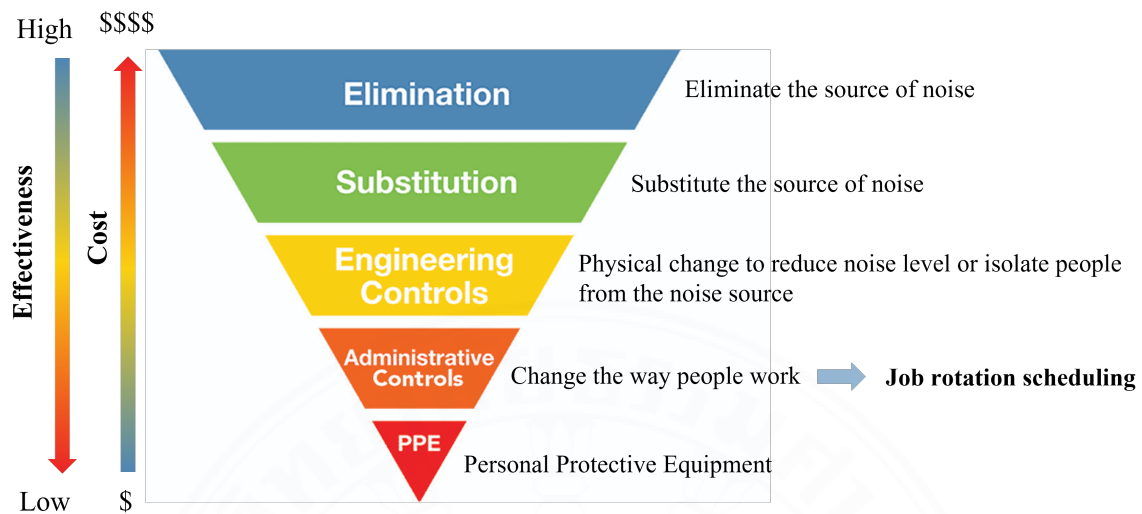 High
$$$$
Effectiveness
Cost
Elimination
Eliminate the source of noise
Substitution
Substitute the source of noise
Engineering
Controls
Physical change to reduce noise level or isolate people
from the noise source
Administrative
Controls
Change the way people work
Job rotation scheduling
PPE
Personal Protective Equipment
Low
$